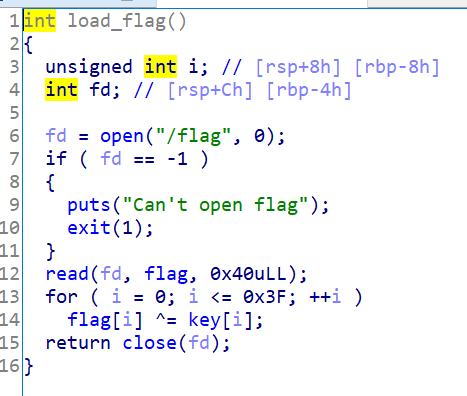 1 int load_flag()
2 {
3   unsigned int i; // [rsp+8h] [rbp-8h]
4   int fd; // [rsp+Ch] [rbp-4h]
5
6   fd = open("/flag", 0);
7   if ( fd == -1 )
8   {
9     puts("Can't open flag");
10     exit(1);
11   }
12   read(fd, flag, 0x40uLL);
13   for ( i = 0; i <= 0x3F; ++i )
14     flag[i] ^= key[i];
15   return close(fd);
16 }